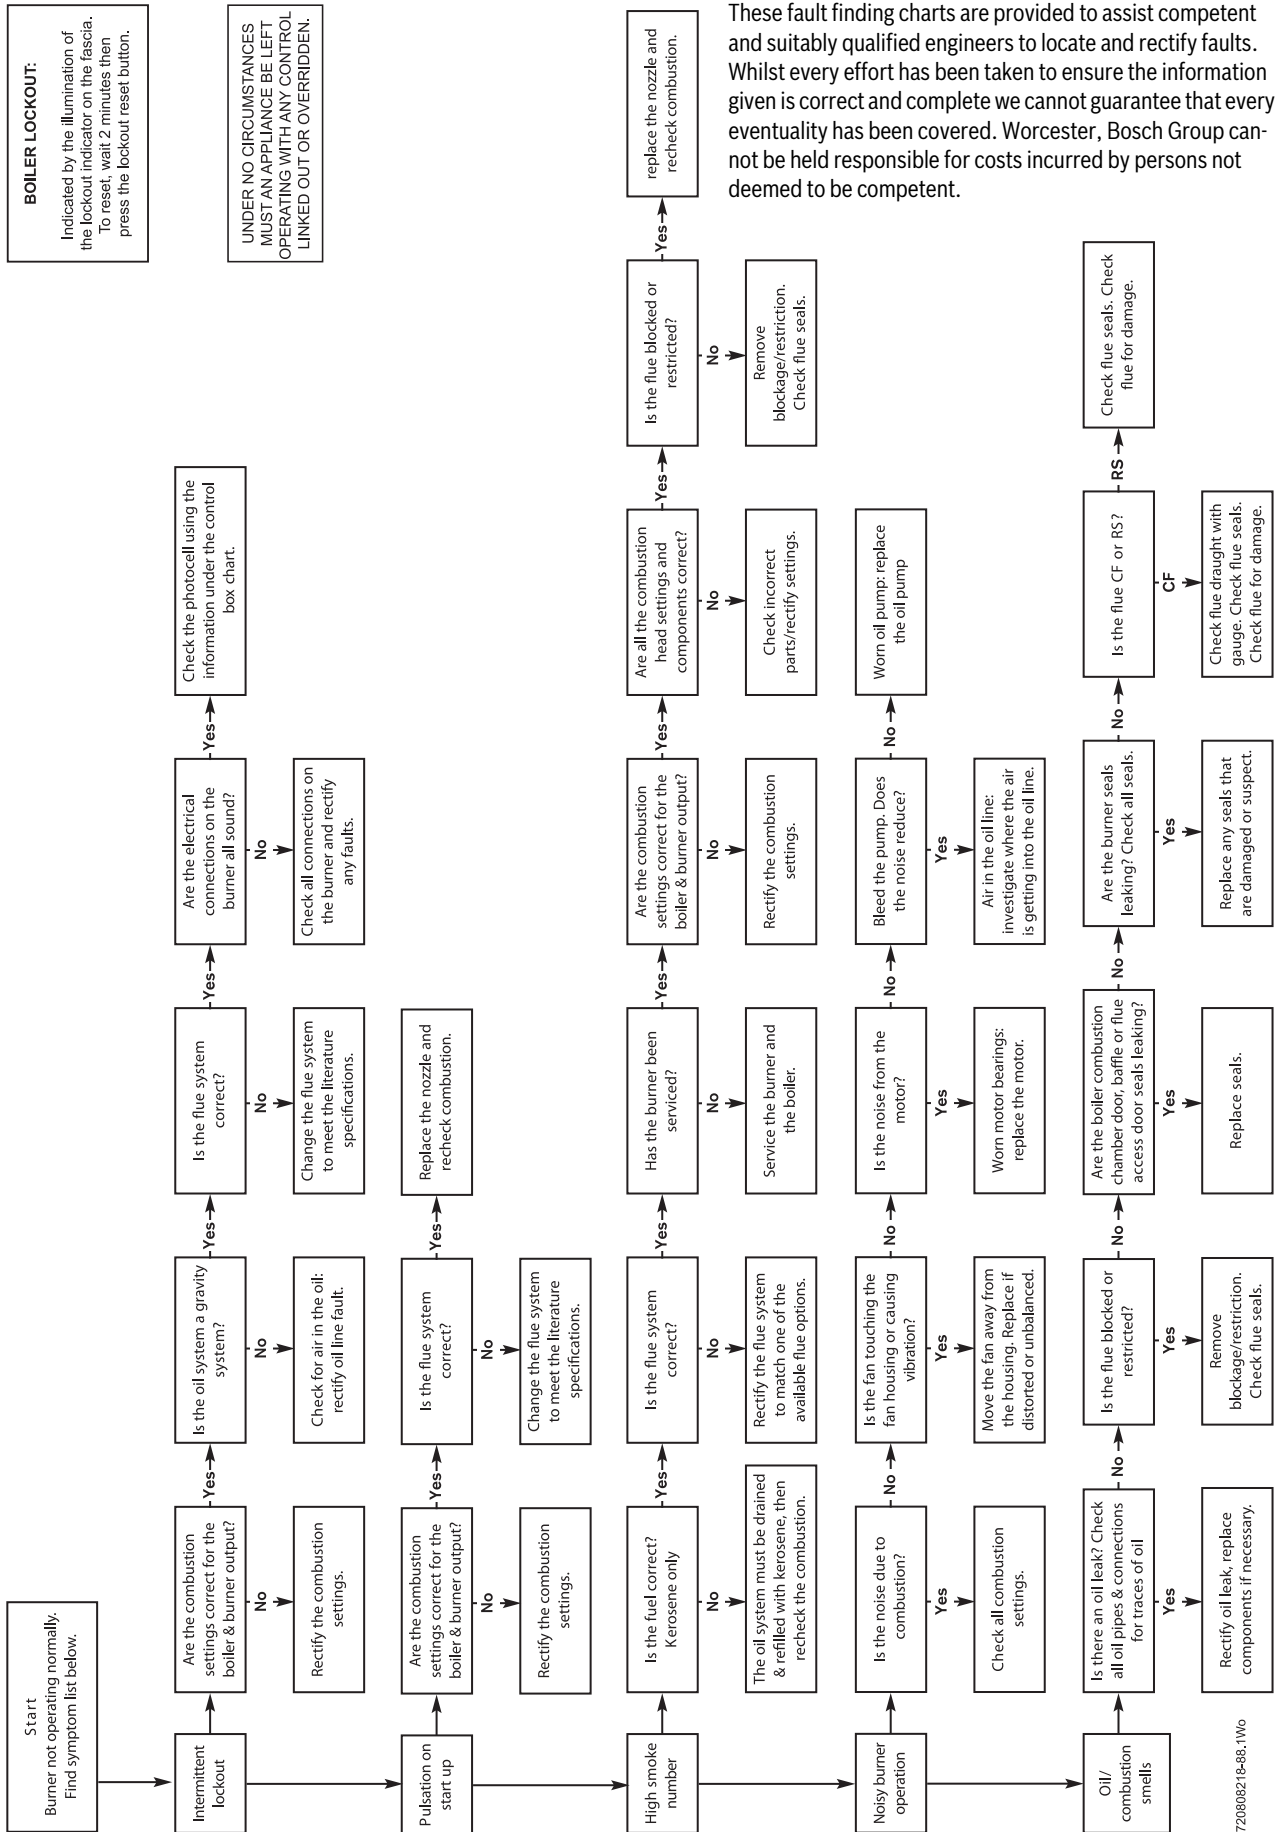 These fault finding charts are provided to assist competent
and suitably qualified engineers to locate and rectify faults.
Whilst every effort has been taken to ensure the information
given is correct and complete we cannot guarantee that every
eventuality has been covered. Worcester, Bosch Group can-
not be held responsible for costs incurred by persons not
deemed to be competent.
Start
Burner not operating normally.
Find symptom list below.
BOILER LOCKOUT:
Indicated by the illumination of
the lockout indicator on the fascia.
To reset, wait 2 minutes then
press the lockout reset button.
UNDER NO CIRCUMSTANCES
MUST AN APPLIANCE BE LEFT
OPERATING WITH ANY CONTROL
LINKED OUT OR OVERRIDDEN.
Intermittent
lockout
Are the combustion
settings correct for the
boiler & burner output?
Yes
Is the oil system a gravity
system?
Yes
Is the flue system
correct?
Yes
Are the electrical
connections on the
burner all sound?
Yes
Check the photocell using the
information under the control
box chart.
No
Rectify the combustion
settings.
No
Check for air in the oil:
rectify oil line fault.
No
Change the flue system
to meet the literature
specifications.
No
Check all connections on
the burner and rectify
any faults.
Pulsation on
start up
Are the combustion
settings correct for the
boiler & burner output?
Yes
Is the flue system
correct?
Yes
Replace the nozzle and
recheck combustion.
No
Rectify the combustion
settings.
No
Change the flue system
to meet the literature
specifications.
High smoke
number
Is the fuel correct?
Kerosene only
Yes
Is the flue system
correct?
Yes
Has the burner been
serviced?
Yes
Are the combustion
settings correct for the
boiler & burner output?
Yes
Are all the combustion
head settings and
components correct?
Yes
Is the flue blocked or
restricted?
Yes
replace the nozzle and
recheck combustion.
No
The oil system must be drained
& refilled with kerosene, then
recheck the combustion.
No
Rectify the flue system
to match one of the
available flue options.
No
Service the burner and
the boiler.
No
Rectify the combustion
settings.
No
Check incorrect
parts/rectify settings.
No
Remove
blockage/restriction.
Check flue seals.
Noisy burner
operation
Is the noise due to
combustion?
No
Is the fan touching the
fan housing or causing
vibration?
No
Is the noise from the
motor?
No
Bleed the pump. Does
the noise reduce?
No
Worn oil pump: replace
the oil pump
Yes
Check all combustion
settings.
Yes
Move the fan away from
the housing. Replace if
distorted or unbalanced.
Yes
Worn motor bearings:
replace the motor.
Yes
Air in the oil line:
investigate where the air
is getting into the oil line.
Oil/
combustion
smells
Is there an oil leak? Check
all oil pipes & connections
for traces of oil
No
Is the flue blocked or
restricted?
No
Are the boiler combustion
chamber door, baffle or flue
access door seals leaking?
No
Are the burner seals
leaking? Check all seals.
No
Is the flue CF or RS?
RS
Check flue seals. Check
flue for damage.
Yes
Rectify oil leak, replace
components if necessary.
Yes
Remove
blockage/restriction.
Check flue seals.
Yes
Replace seals.
Yes
Replace any seals that
are damaged or suspect.
CF
Check flue draught with
gauge. Check flue seals.
Check flue for damage.
720808218-88.1Wo